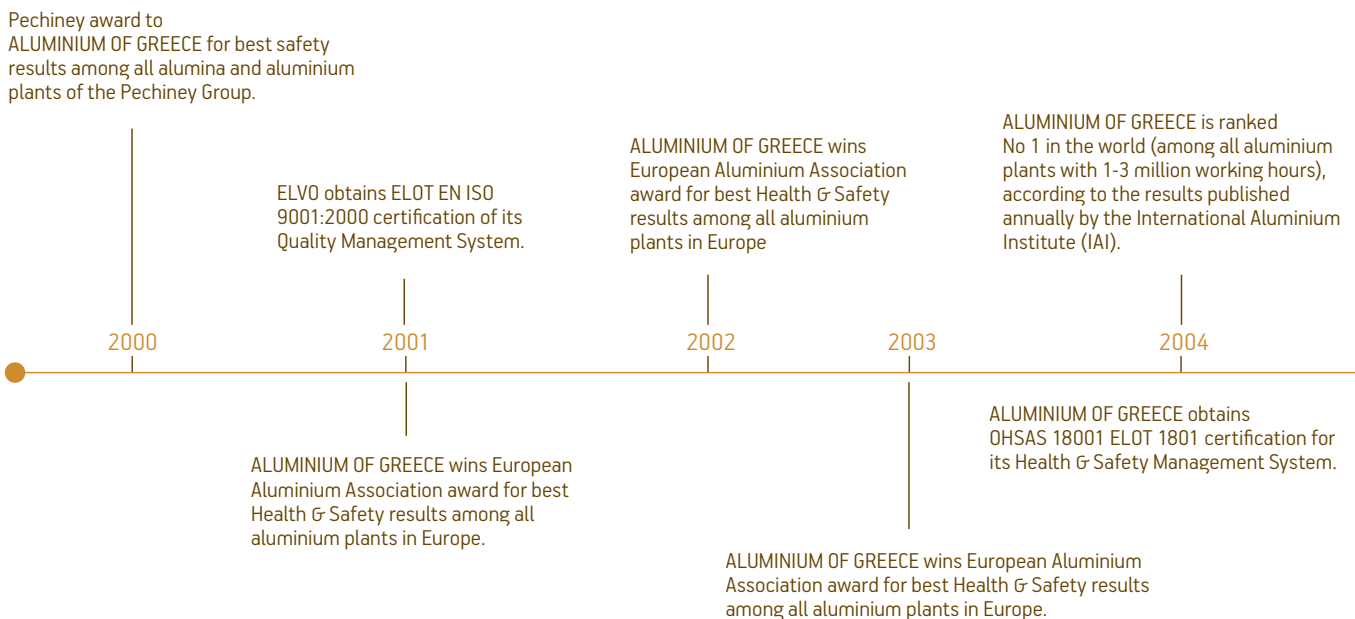 Pechiney award to
ALUMINIUM OF GREECE for best safety
results among all alumina and aluminium
plants of the Pechiney Group.
ELVO obtains ELOT EN ISO
9001:2000 certification of its
Quality Management System.
ALUMINIUM OF GREECE wins
European Aluminium Association
award for best Health & Safety
results among all aluminium
plants in Europe
ALUMINIUM OF GREECE is ranked
No 1 in the world (among all aluminium
plants with 1-3 million working hours),
according to the results published
annually by the International Aluminium
Institute (IAI).
2000
2001
2002
2003
2004
ALUMINIUM OF GREECE wins European
Aluminium Association award for best
Health & Safety results among all
aluminium plants in Europe.
ALUMINIUM OF GREECE wins European Aluminium
Association award for best Health & Safety results
among all aluminium plants in Europe.
ALUMINIUM OF GREECE obtains
OHSAS 18001 ELOT 1801 certification for
its Health & Safety Management System.